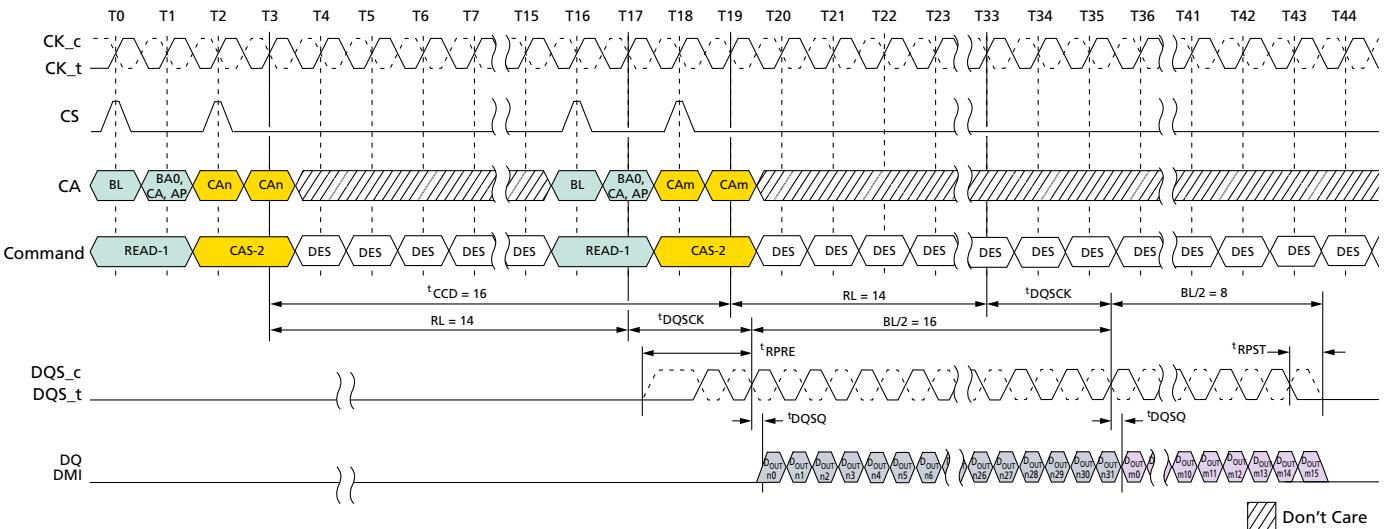 T0 T1 T2 T3 T4 T5 T6 T7 T15 T16 T17 T18 T19 T20 T21 T22 T23 T33 T34 T35 T36 T41 T42 T43 T44
CK_c
CK_t
CS
CA BL BA0, CA, AP CAn CAn BL BA0, CA, AP CAm CAm
Command READ-1 CAS-2 DES DES DES DES DES READ-1 CAS-2 DES DES DES DES DES DES DES DES DES DES DES DES
tCCD = 16 RL = 14 tDQSCK BL/2 = 8
RL = 14 tDQSCK BL/2 = 16
tRPRE tRPST
DQS_c
DQS_t
tDQSQ tDQSQ
DQ
DMI
DOUT n0 DOUT n1 DOUT n2 DOUT n3 DOUT n4 DOUT n5 DOUT n6 DOUT n26 DOUT n27 DOUT n28 DOUT n29 DOUT n30 DOUT n31 DOUT m0 DOUT m10 DOUT m11 DOUT m12 DOUT m13 DOUT m14 DOUT m15
Don't Care